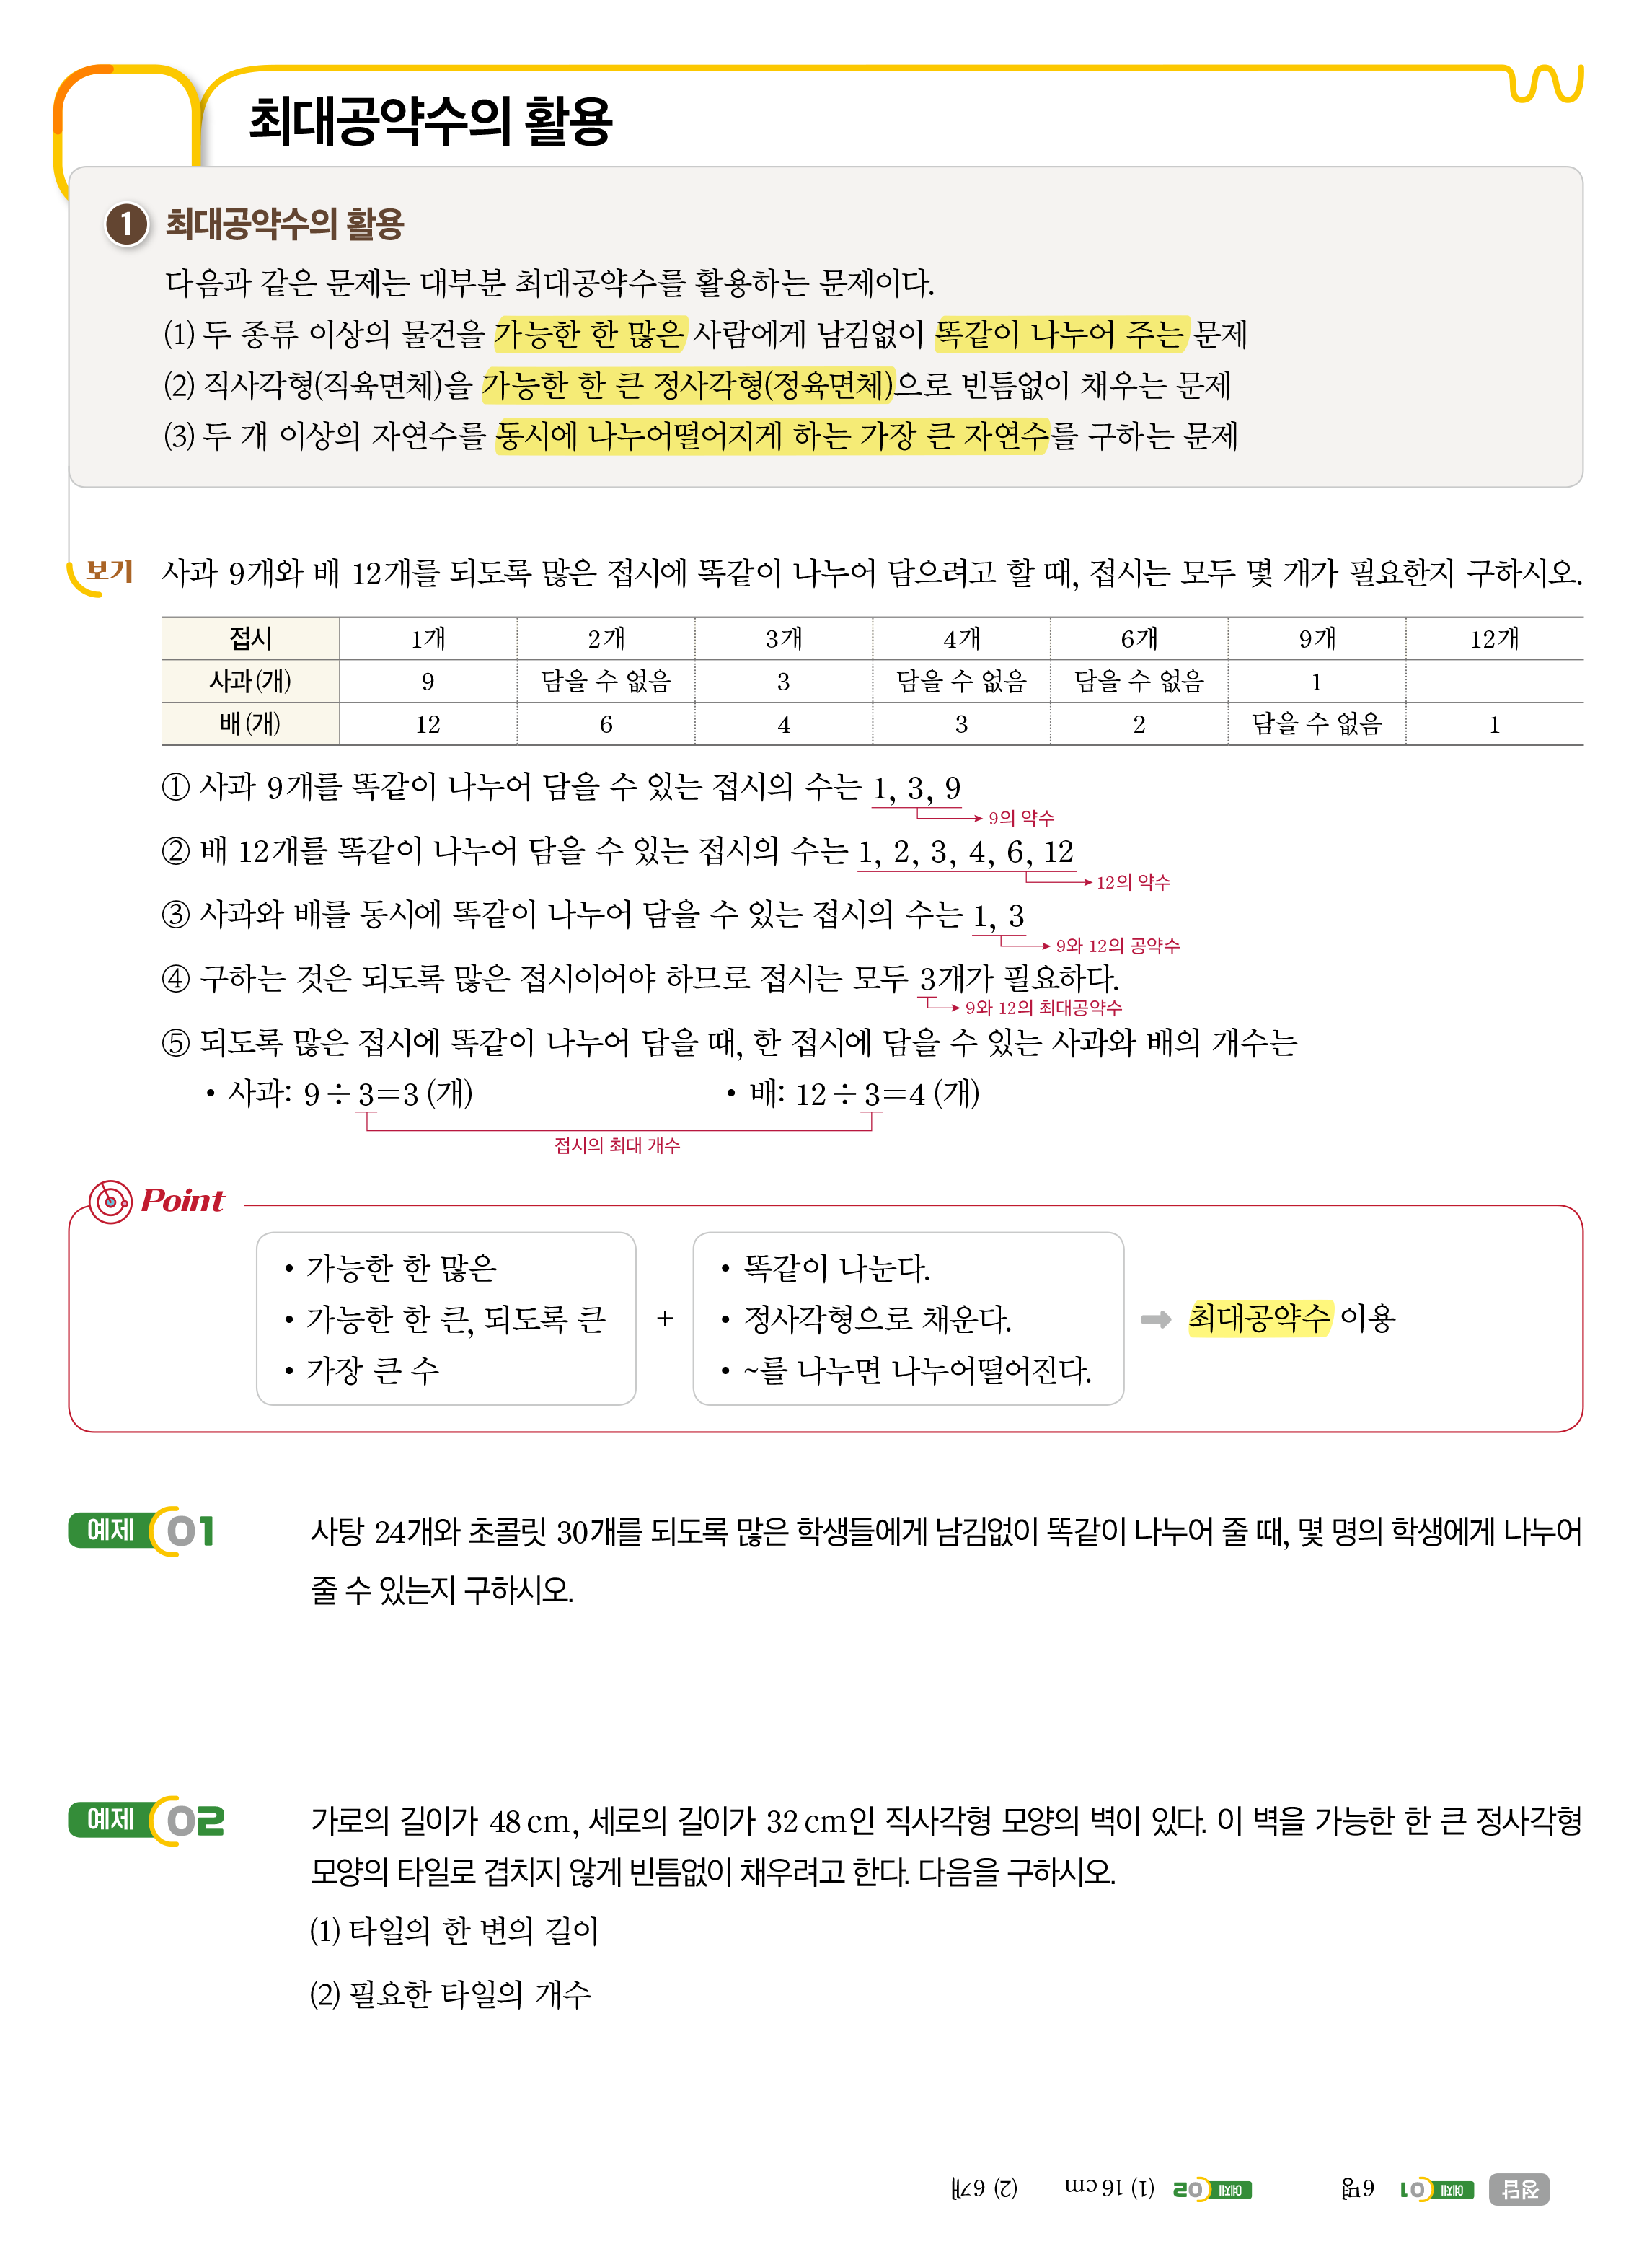 최대공약수의 활용
1 최대공약수의 활용
다음과 같은 문제는 대부분 최대공약수를 활용하는 문제이다.
(1) 두 종류 이상의 물건을 가능한 한 많은 사람에게 남김없이 똑같이 나누어 주는 문제
(2) 직사각형(직육면체)을 가능한 한 큰 정사각형(정육면체)으로 빈틈없이 채우는 문제
(3) 두 개 이상의 자연수를 동시에 나누어떨어지게 하는 가장 큰 자연수를 구하는 문제
보기 사과 9개와 배 12개를 되도록 많은 접시에 똑같이 나누어 담으려고 할 때, 접시는 모두 몇 개가 필요한지 구하시오.
접시 1개 2개 3개 4개 6개 9개 12개
사과(개) 9 담을 수 없음 3 담을 수 없음 담을 수 없음 1
배(개) 12 6 4 3 2 담을 수 없음 1
① 사과 9개를 똑같이 나누어 담을 수 있는 접시의 수는 1, 3, 9
9의 약수
② 배 12개를 똑같이 나누어 담을 수 있는 접시의 수는 1, 2, 3, 4, 6, 12
12의 약수
③ 사과와 배를 동시에 똑같이 나누어 담을 수 있는 접시의 수는 1, 3
9와 12의 공약수
④ 구하는 것은 되도록 많은 접시이어야 하므로 접시는 모두 3개가 필요하다.
9와 12의 최대공약수
⑤ 되도록 많은 접시에 똑같이 나누어 담을 때, 한 접시에 담을 수 있는 사과와 배의 개수는
• 사과: 9÷3=3 (개) • 배: 12÷3=4 (개)
접시의 최대 개수
Point
• 가능한 한 많은
• 가능한 한 큰, 되도록 큰
• 가장 큰 수
+
• 똑같이 나눈다.
• 정사각형으로 채운다.
• ~를 나누면 나누어떨어진다.
최대공약수 이용
예제 01 사탕 24개와 초콜릿 30개를 되도록 많은 학생들에게 남김없이 똑같이 나누어 줄 때, 몇 명의 학생에게 나누어
줄 수 있는지 구하시오.
예제 02 가로의 길이가 48 cm, 세로의 길이가 32 cm인 직사각형 모양의 벽이 있다. 이 벽을 가능한 한 큰 정사각형
모양의 타일로 겹치지 않게 빈틈없이 채우려고 한다. 다음을 구하시오.
(1) 타일의 한 변의 길이
(2) 필요한 타일의 개수
정답 예제 01 6명 예제 02 (1) 16 cm (2) 6개